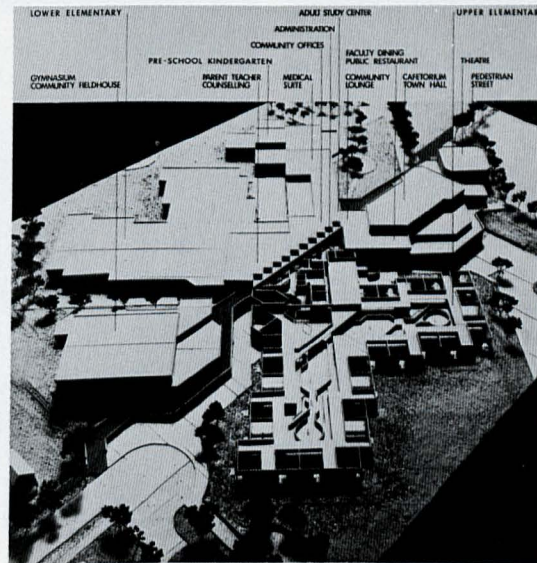 LOWER ELEMENTARY
ADULT STUDY CENTER
UPPER ELEMENTARY
ADMINISTRATION
COMMUNITY OFFICES
PRE-SCHOOL KINDERGARTEN
FACULTY DINING
PUBLIC RESTAURANT
THEATRE
GYMNASIUM
COMMUNITY FIELDHOUSE
PARENT TEACHER
COUNSELLING
MEDICAL
SUITE
COMMUNITY
LOUNGE
CAFETORIUM
TOWN HALL
PEDESTRIAN
STREET